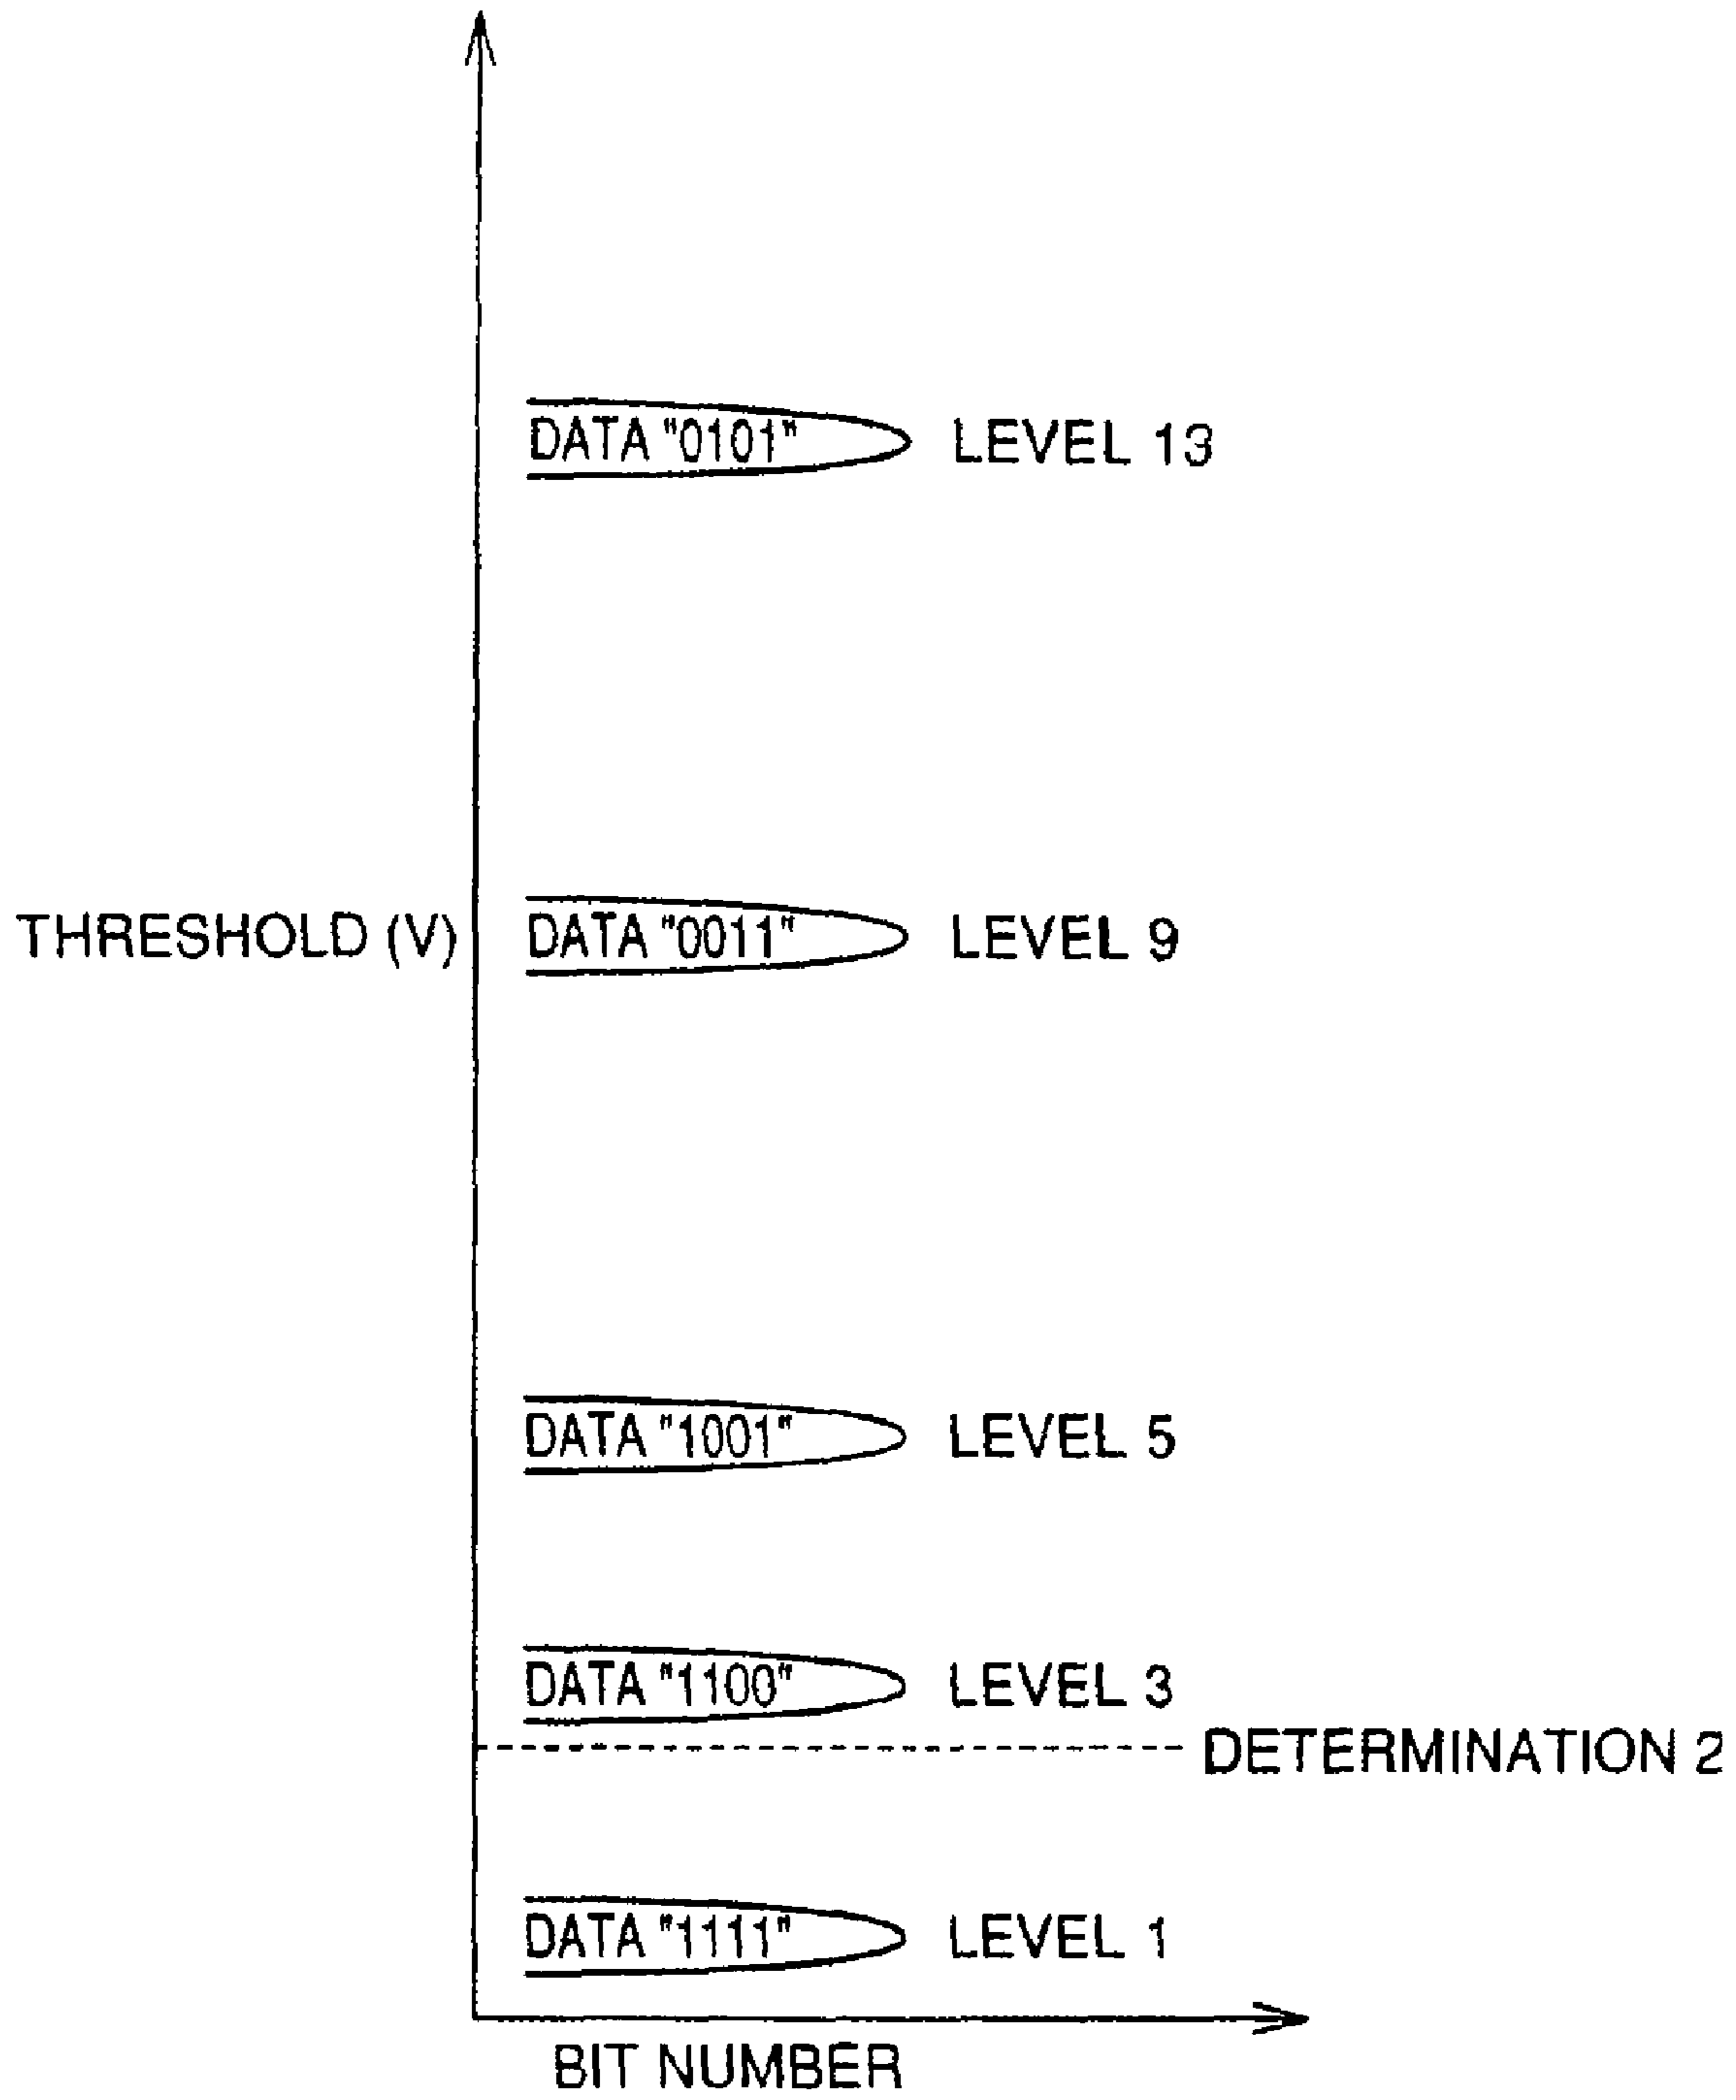 DATA "0101" LEVEL 13
THRESHOLD (V) DATA "0011" LEVEL 9
DATA "1001" LEVEL 5
DATA "1100" LEVEL 3
DETERMINATION 2
DATA "1111" LEVEL 1
BIT NUMBER